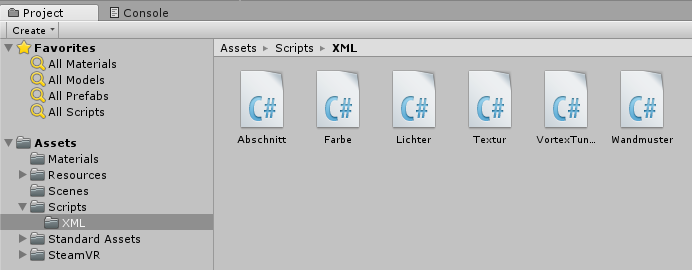 Project
Console
Create
Favorites
All Materials
All Models
All Prefabs
All Scripts
Assets
Materials
Resources
Scenes
Scripts
XML
Standard Assets
SteamVR
Assets Scripts XML
C# C# C# C# C# C#
Abschnitt Farbe Lichter Textur VortexTun... Wandmuster